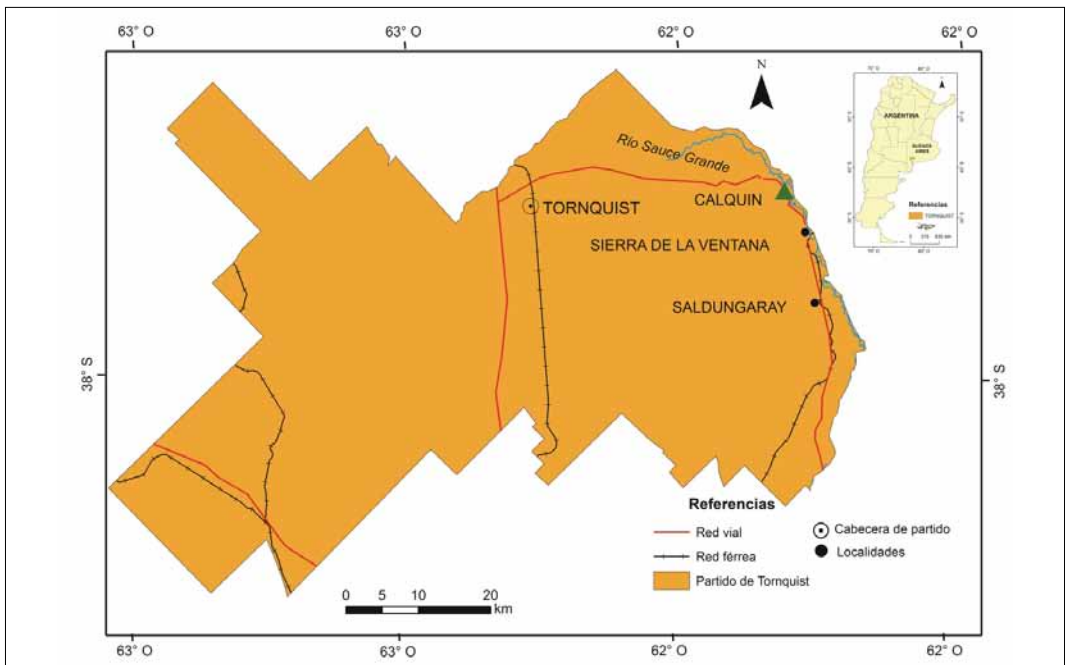 63° O
63° O
62° O
62° O
N
ARGENTINA
BUENOS
AIRES
Referencias
TORNQUIST
Río Sauce Grande
CALQUIN
TORNQUIST
SIERRA DE LA VENTANA
SALDUNGARAY
38° S
38° S
Referencias
Red vial
Red férrea
Partido de Tornquist
Cabecera de partido
Localidades
0 5 10 20
km
63° O
63° O
62° O
62° O